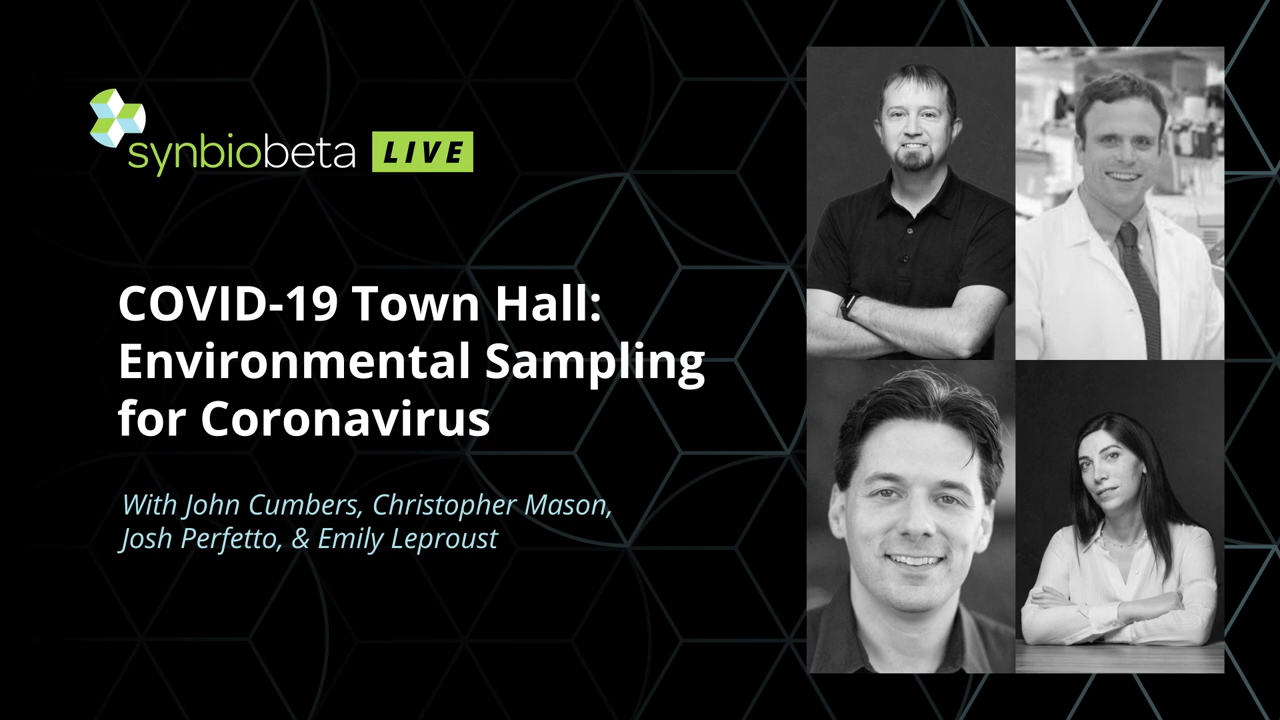 synbiobeta LIVE
COVID-19 Town Hall:
Environmental Sampling
for Coronavirus
With John Cumbers, Christopher Mason,
Josh Perfetto, & Emily Leproust